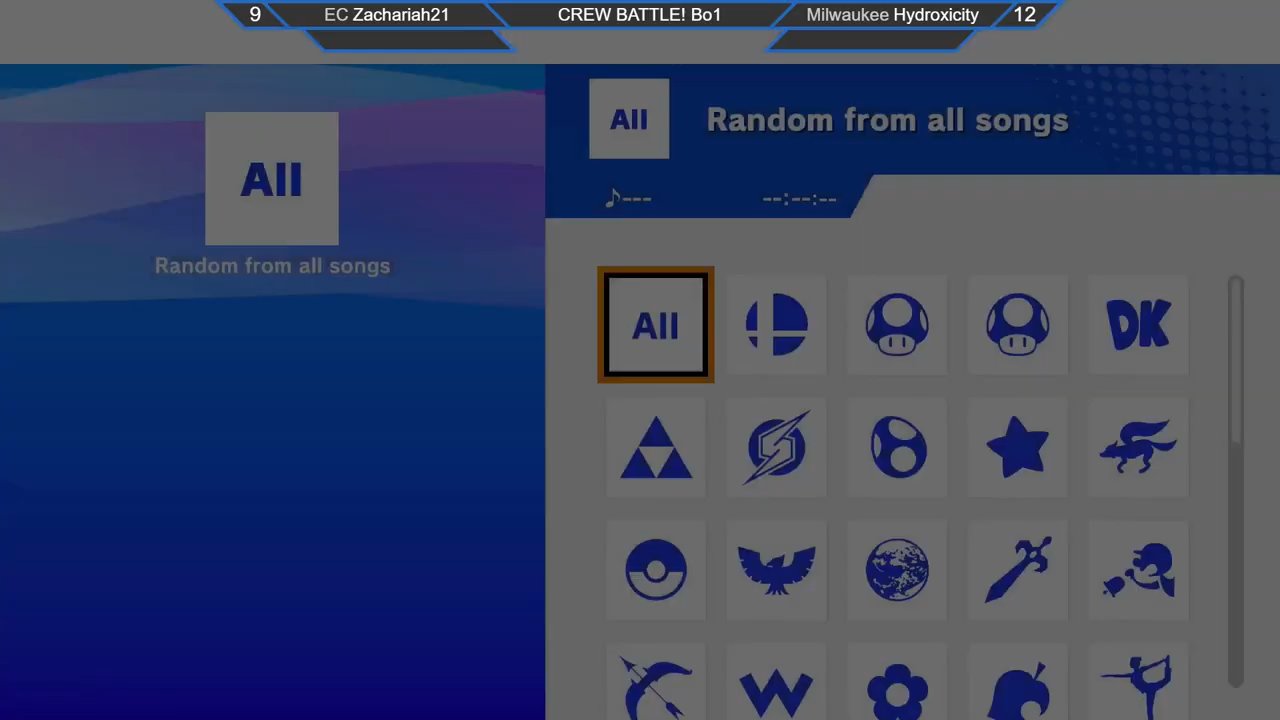 9 EC Zachariah21 CREW BATTLE! Bo1 Milwaukee Hydroxicity 12
All
Random from all songs
All
Random from all songs
♪--- --:--:--
All
DK
W